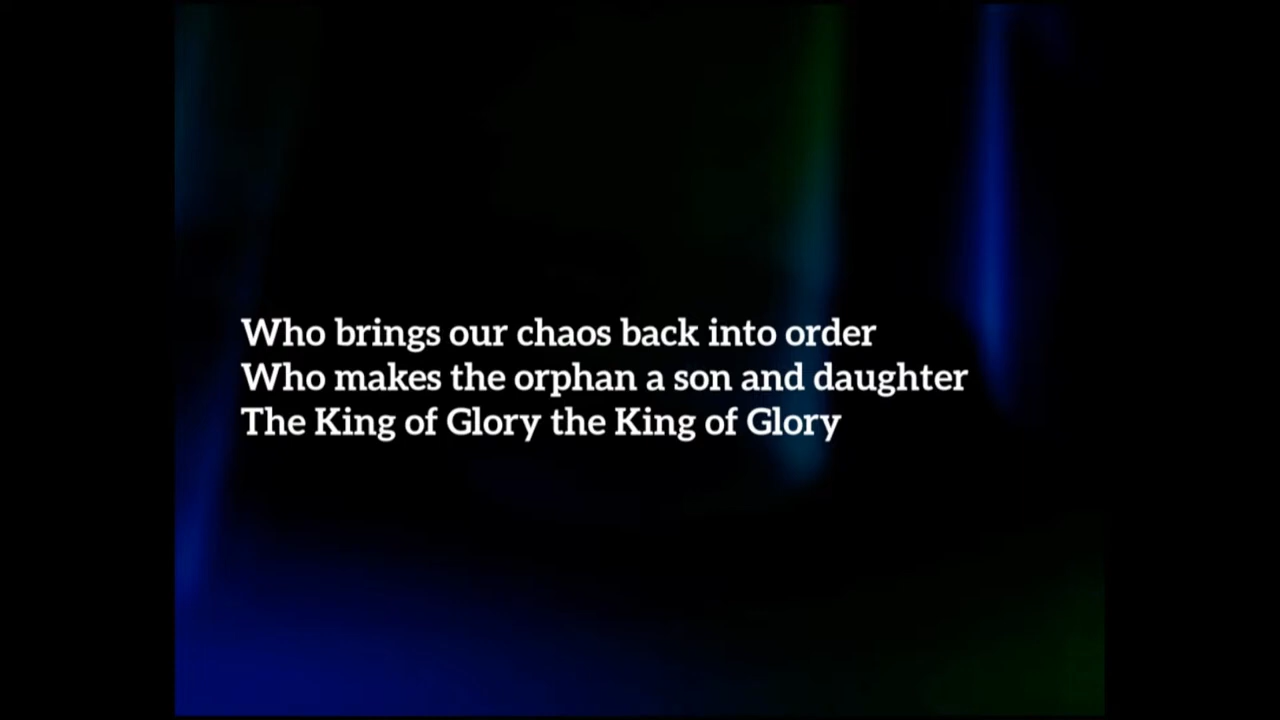 Who brings our chaos back into order
Who makes the orphan a son and daughter
The King of Glory the King of Glory